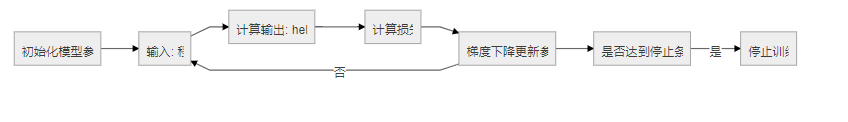 初始化模型参
输入: 
计算输出: hel
计算损
梯度下降更新参
是否达到停止条
是
停止训
否